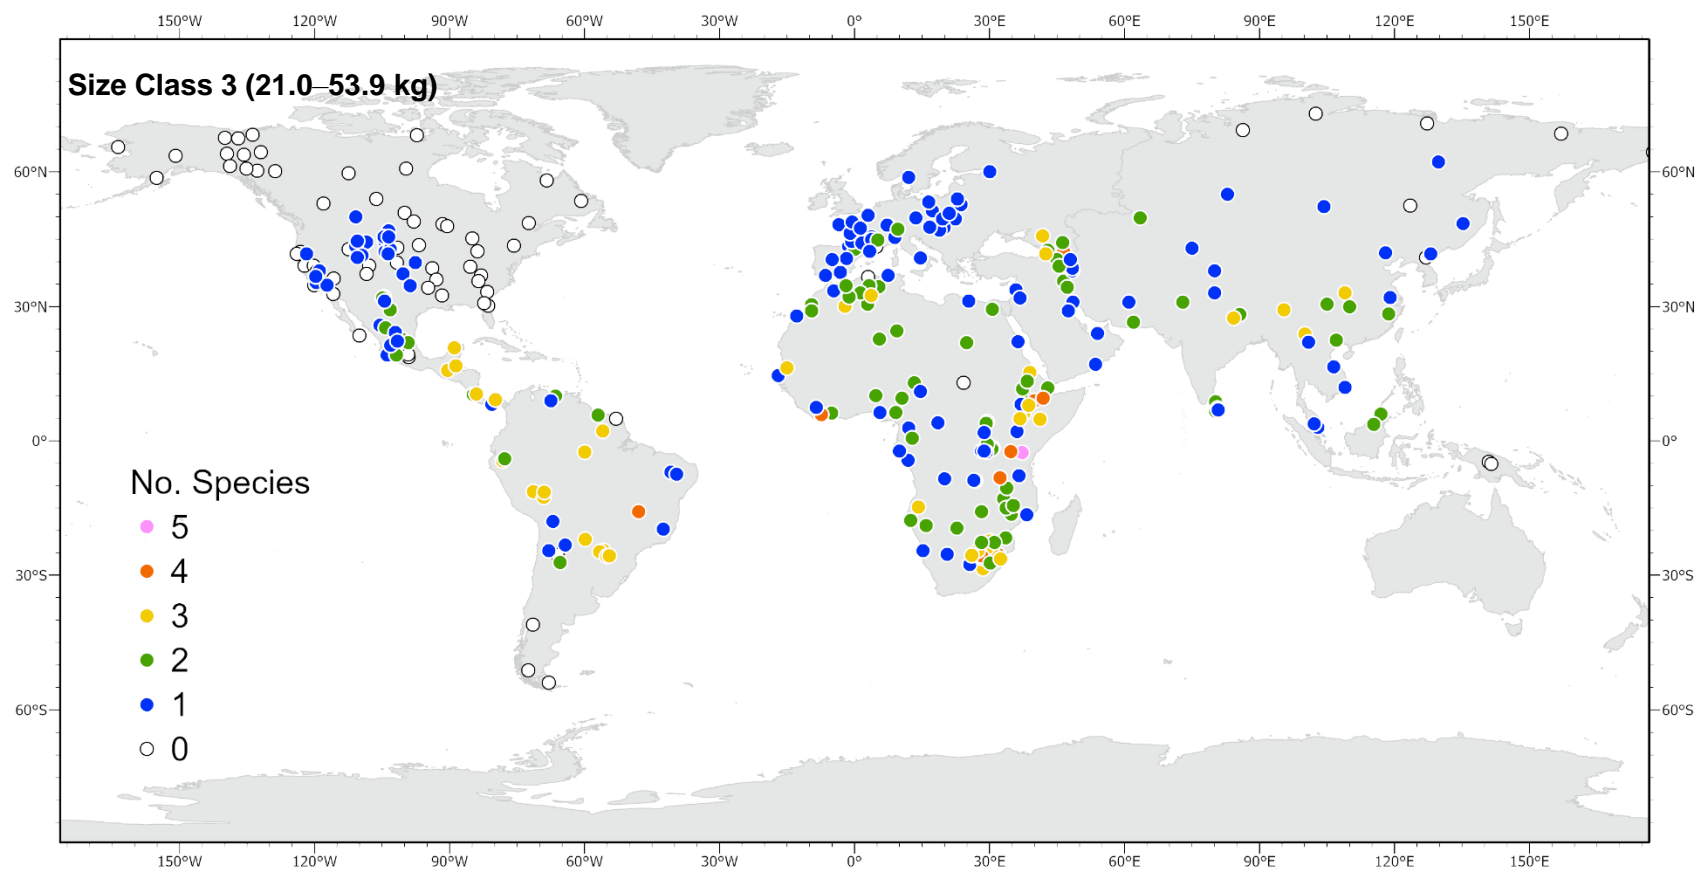 150°W 120°W 90°W 60°W 30°W 0° 30°E 60°E 90°E 120°E 150°E
Size Class 3 (21.0–53.9 kg)
60°N 60°N
30°N 30°N
0° 0°
No. Species
5
4
30°S 30°S
3
2
1
60°S 60°S
0
150°W 120°W 90°W 60°W 30°W 0° 30°E 60°E 90°E 120°E 150°E